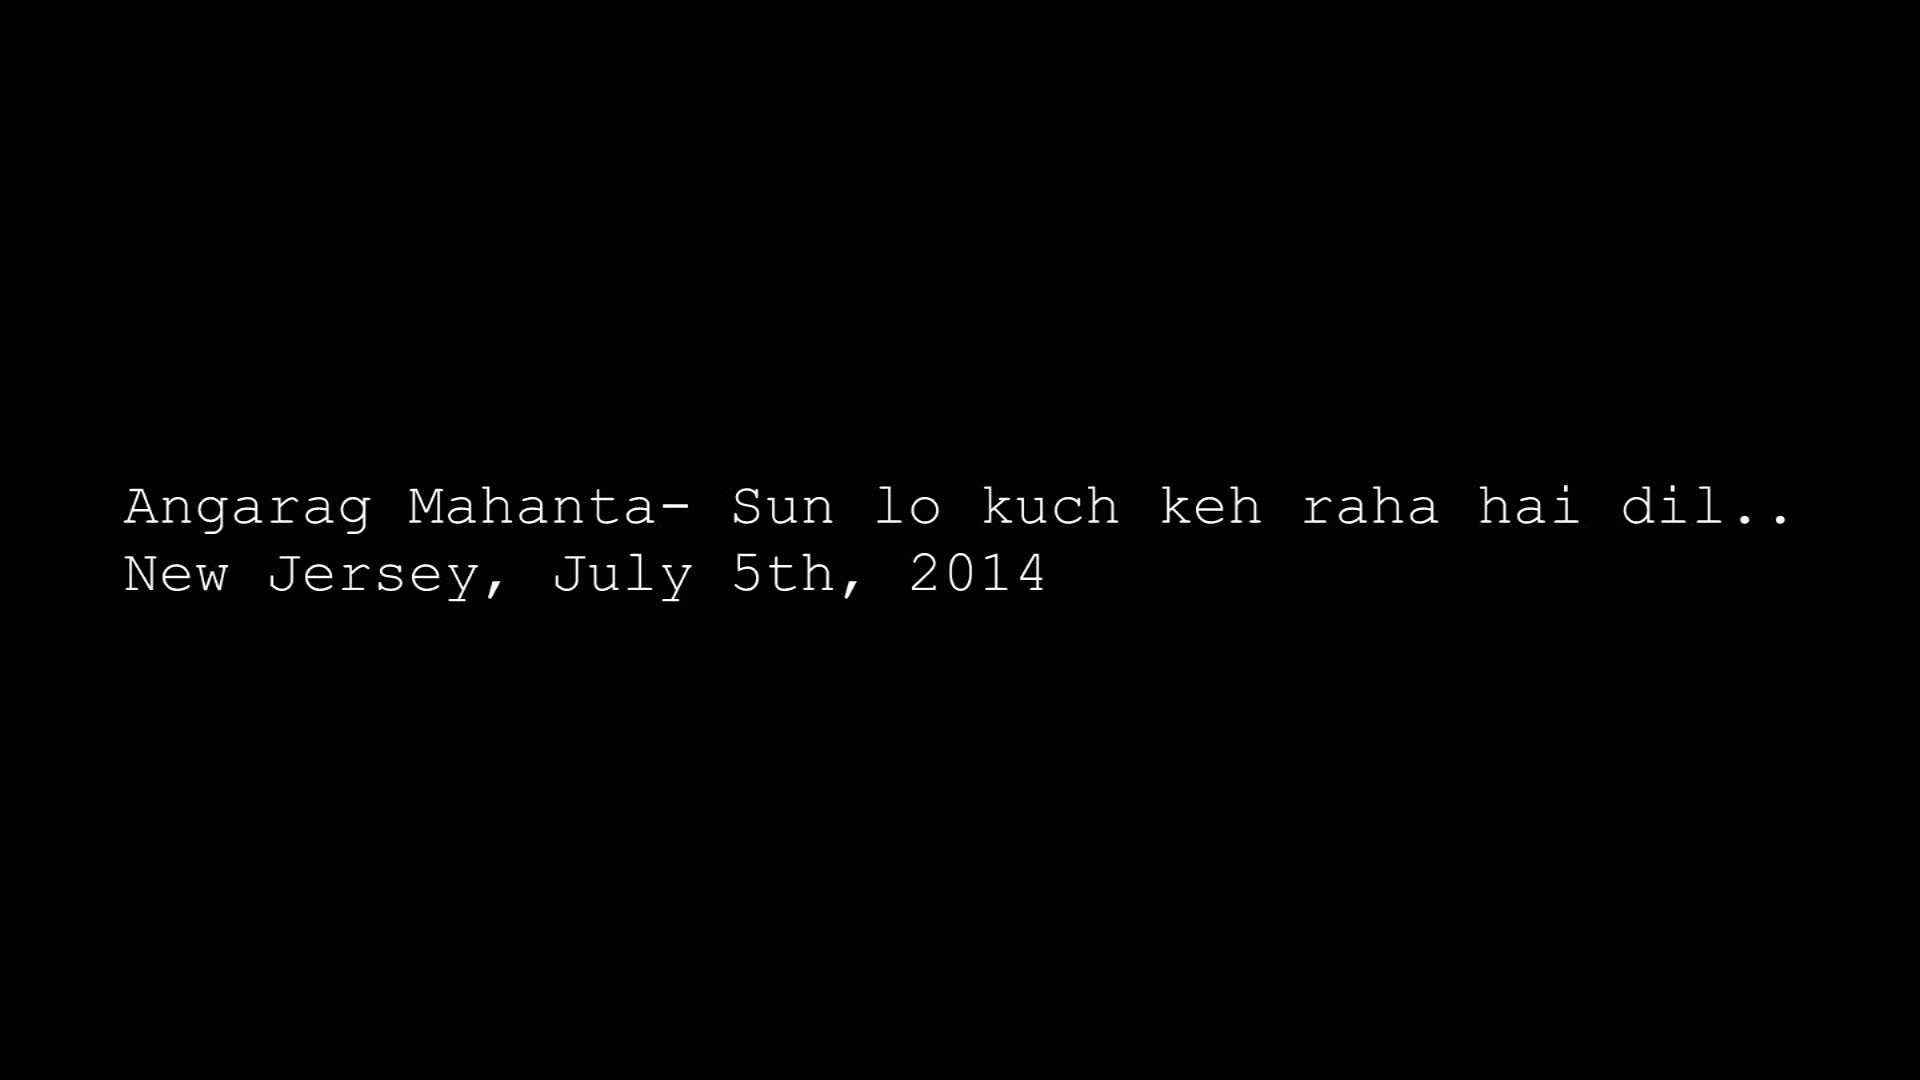 Angarag Mahanta- Sun lo kuch keh raha hai dil..
New Jersey, July 5th, 2014